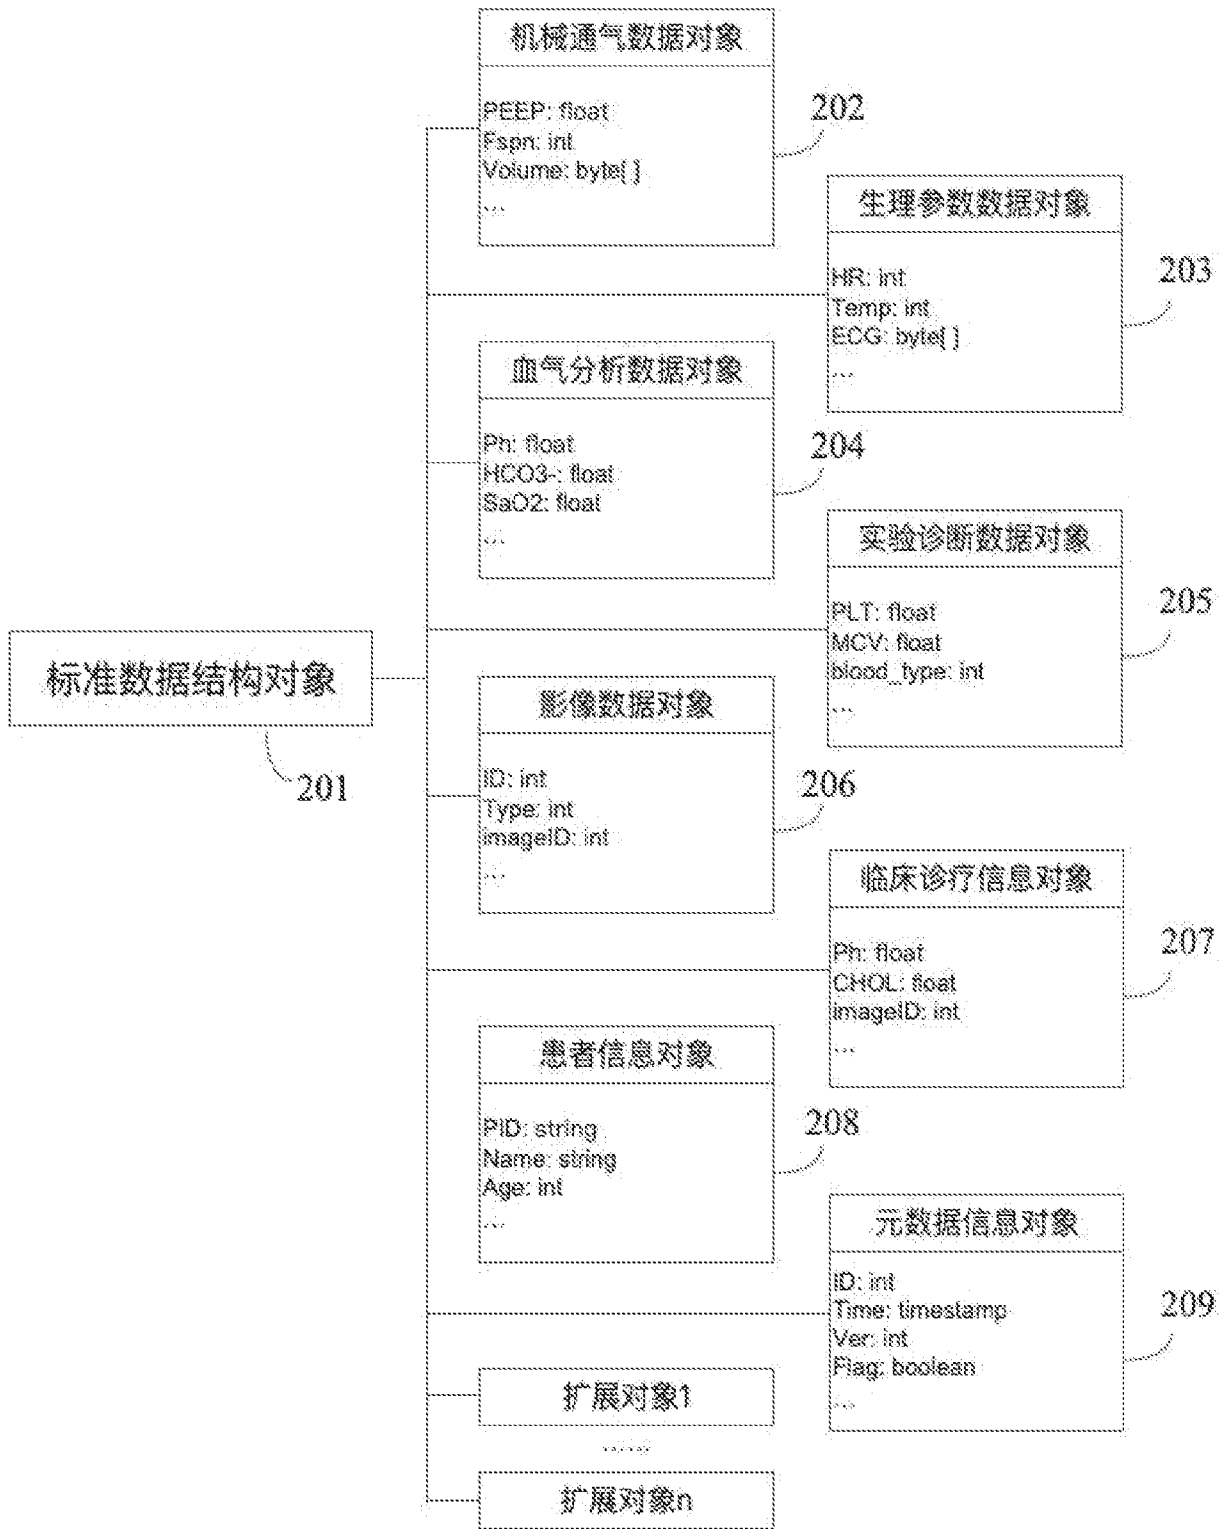 机械通气数据对象
PEEP: float
Fspn: int
Volume: byte[ ]
...
202
生理参数数据对象
HR: int
Temp: int
ECG: byte[ ]
...
203
血气分析数据对象
Ph: float
HCO3-: float
SaO2: float
...
204
实验诊断数据对象
PLT: float
MCV: float
blood_type: int
...
205
标准数据结构对象
201
影像数据对象
ID: int
Type: int
imageID: int
...
206
临床诊疗信息对象
Ph: float
CHOL: float
imageID: int
...
207
患者信息对象
PID: string
Name: string
Age: int
...
208
元数据信息对象
ID: int
Time: timestamp
Ver: int
Flag: boolean
...
209
扩展对象1
......
扩展对象n